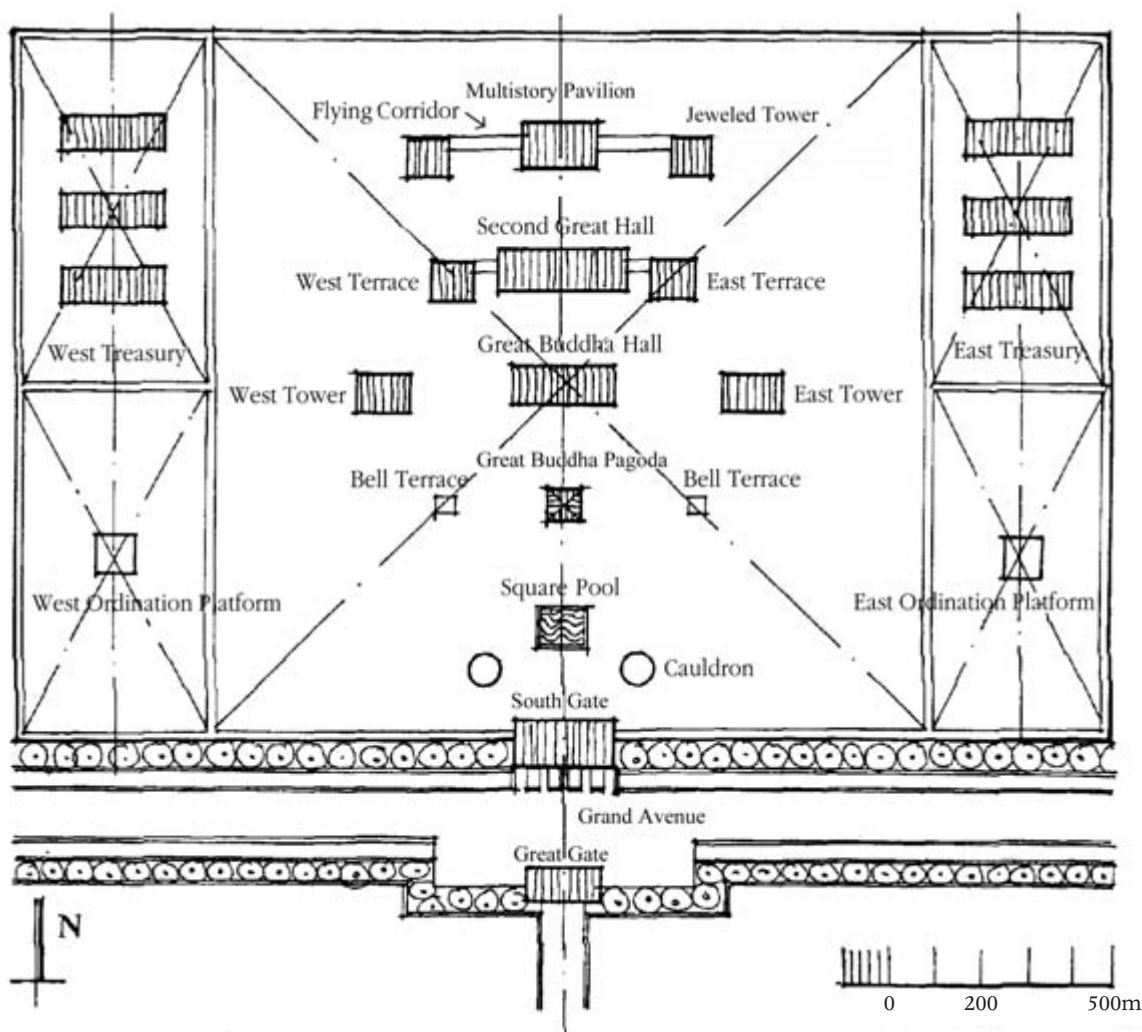 Multistory Pavilion
Flying Corridor
Jeweled Tower
Second Great Hall
West Terrace
East Terrace
Great Buddha Hall
West Treasury
East Treasury
West Tower
East Tower
Great Buddha Pagoda
Bell Terrace
Bell Terrace
Square Pool
West Ordination Platform
East Ordination Platform
Cauldron
South Gate
Grand Avenue
Great Gate
N
0 200 500m